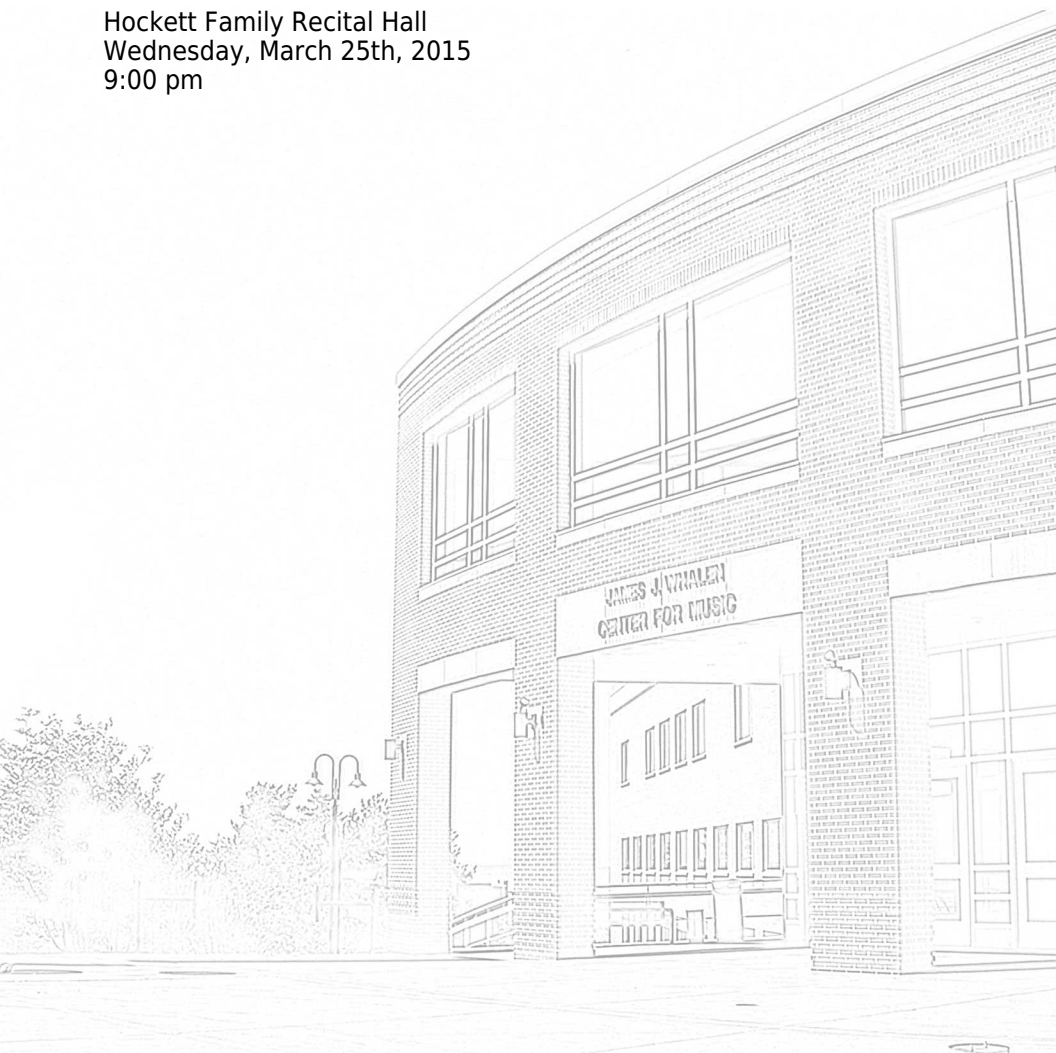 Hockett Family Recital Hall
Wednesday, March 25th, 2015
9:00 pm
JAMES J. WHALEN
CENTER FOR MUSIC